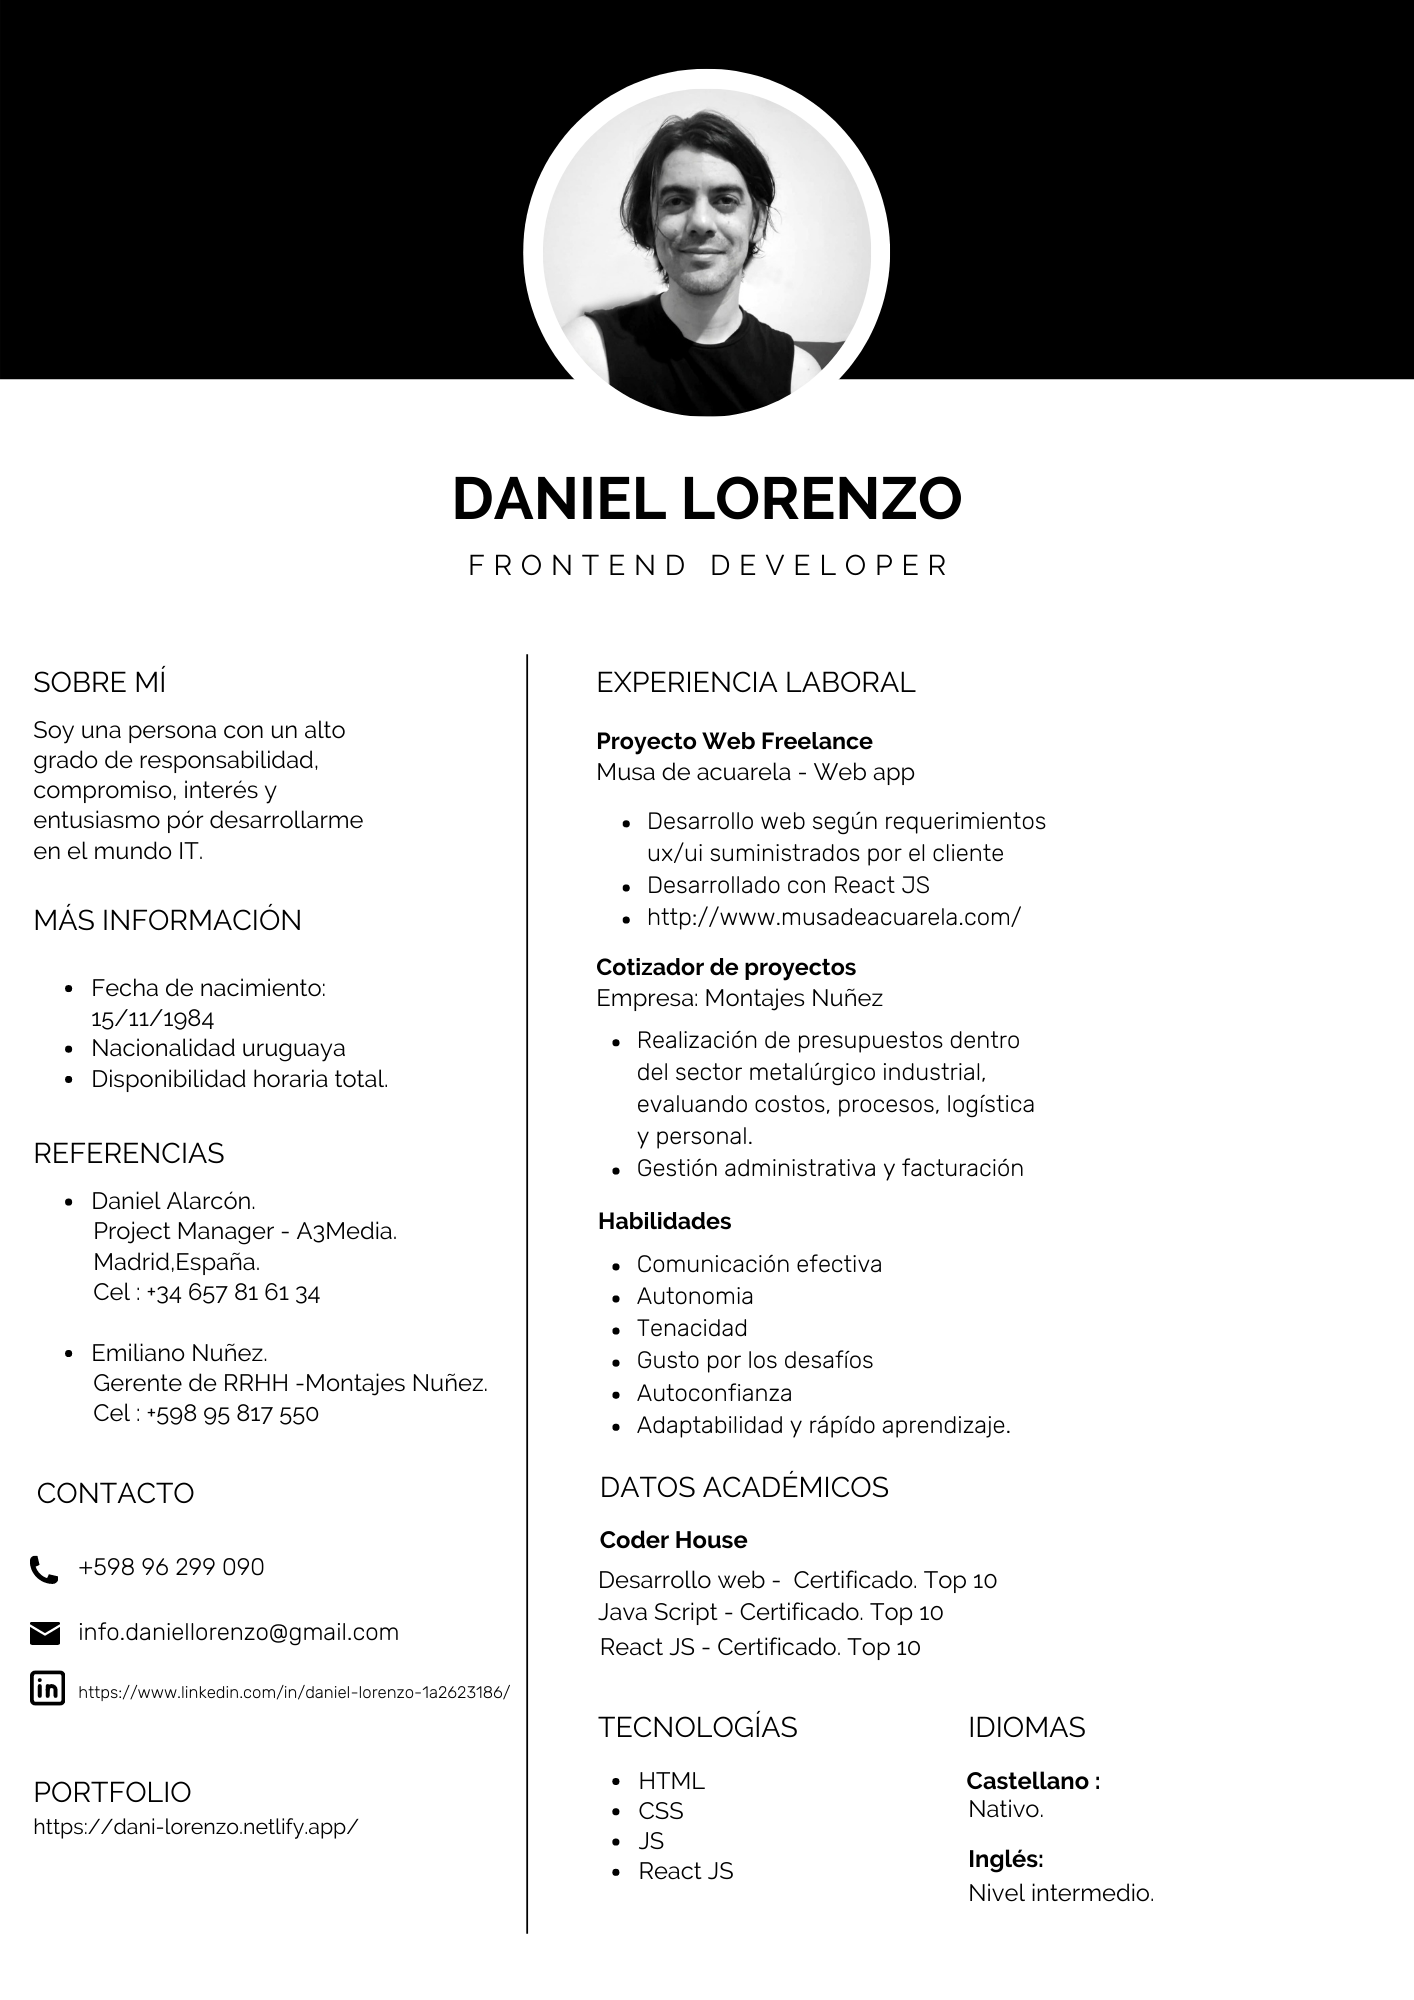 DANIEL LORENZO
FRONTEND DEVELOPER
SOBRE MÍ
Soy una persona con un alto
grado de responsabilidad,
compromiso, interés y
entusiasmo pór desarrollarme
en el mundo IT.
MÁS INFORMACIÓN
Fecha de nacimiento:
15/11/1984
Nacionalidad uruguaya
Disponibilidad horaria total.
REFERENCIAS
Daniel Alarcón.
Project Manager - A3Media.
Madrid,España.
Cel : +34 657 81 61 34
Emiliano Nuñez.
Gerente de RRHH -Montajes Nuñez.
Cel : +598 95 817 550
CONTACTO
+598 96 299 090
info.daniellorenzo@gmail.com
in https://www.linkedin.com/in/daniel-lorenzo-1a2623186/
PORTFOLIO
https://dani-lorenzo.netlify.app/
EXPERIENCIA LABORAL
Proyecto Web Freelance
Musa de acuarela - Web app
Desarrollo web según requerimientos
ux/ui suministrados por el cliente
Desarrollado con React JS
http://www.musadeacuarela.com/
Cotizador de proyectos
Empresa: Montajes Nuñez
Realización de presupuestos dentro
del sector metalúrgico industrial,
evaluando costos, procesos, logística
y personal.
Gestión administrativa y facturación
Habilidades
Comunicación efectiva
Autonomia
Tenacidad
Gusto por los desafíos
Autoconfianza
Adaptabilidad y rápído aprendizaje.
DATOS ACADÉMICOS
Coder House
Desarrollo web -  Certificado. Top 10
Java Script - Certificado. Top 10
React JS - Certificado. Top 10
TECNOLOGÍAS
HTML
CSS
JS
React JS
IDIOMAS
Castellano :
Nativo.
Inglés:
Nivel intermedio.